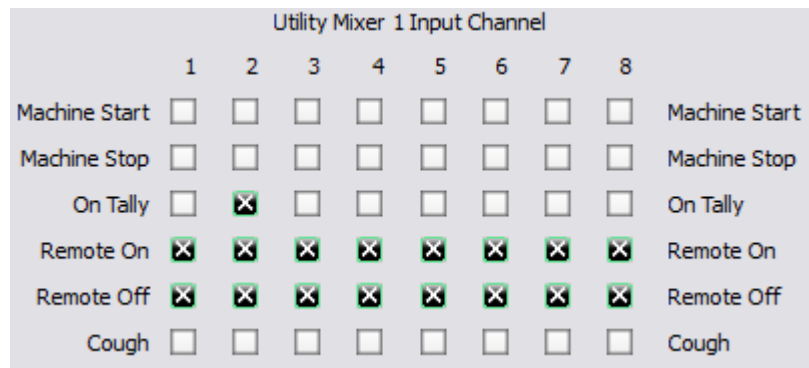 Utility Mixer 1 Input Channel
1 2 3 4 5 6 7 8
Machine Start Machine Start
Machine Stop Machine Stop
On Tally On Tally
Remote On Remote On
Remote Off Remote Off
Cough Cough